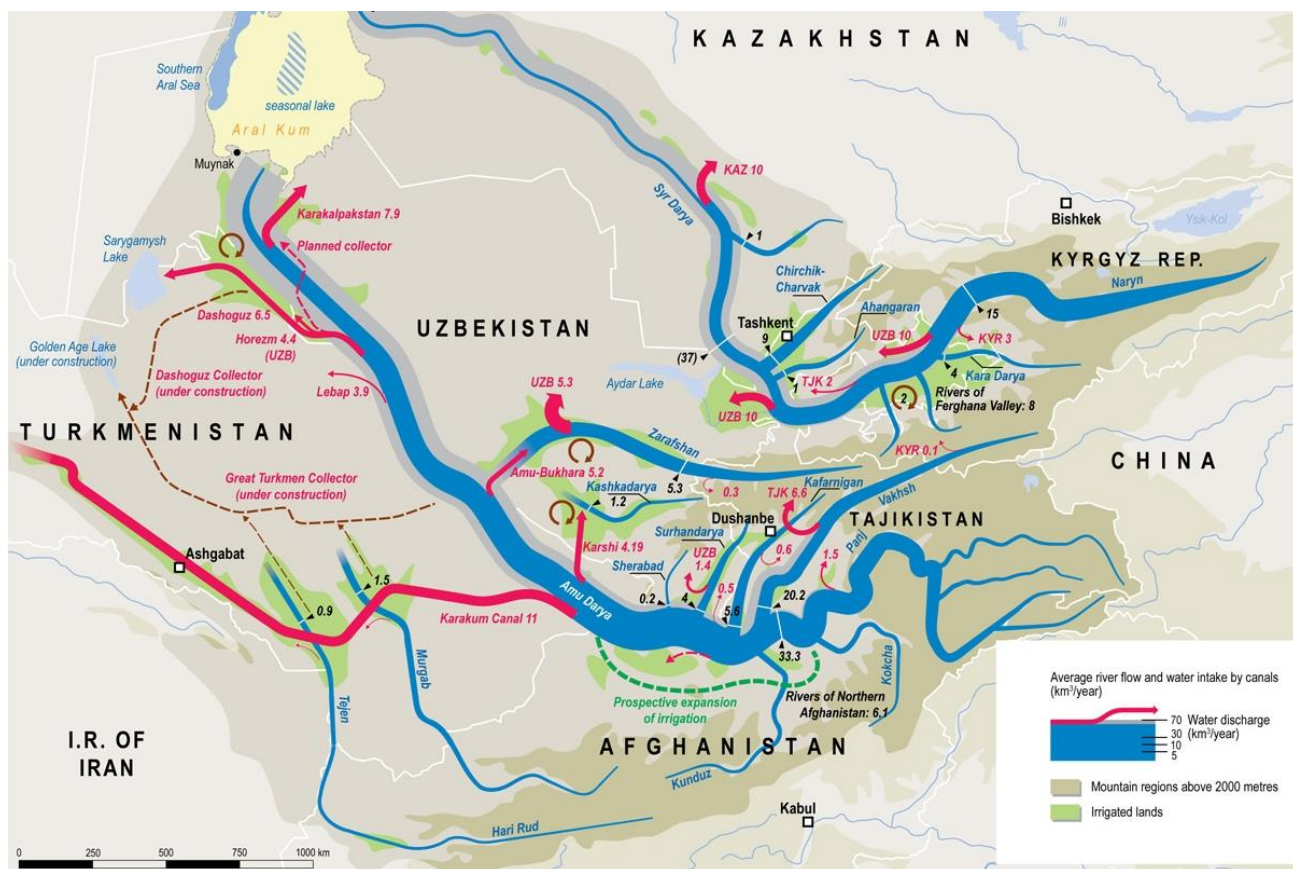 KAZAKHSTAN
Ili
Southern
Aral Sea
seasonal lake
Aral Kum
Muynak
KAZ 10
Syr Darya
Bishkek
Ysik-Kol
Karakalpakstan 7.9
Planned collector
1
KYRGYZ REP.
Sarygamysh
Lake
Chirchik-
Charvak
Naryn
Ahangaran
15
UZBEKISTAN
Tashkent
Dashoguz 6.5
9
UZB 10
KYR 3
Horezm 4.4
(UZB)
Golden Age Lake
(under construction)
(37)
Aydar Lake
TJK 2
1
4
Kara Darya
Dashoguz Collector
(under construction)
Lebap 3.9
UZB 5.3
UZB 10
2
Rivers of
Ferghana Valley: 8
TURKMENISTAN
Zarafshan
KYR 0.1
Amu-Bukhara 5.2
CHINA
Great Turkmen Collector
(under construction)
Kashkadarya
5.3
0.3
TJK 6.6
Kafarnigan
Vakhsh
1.2
Dushanbe
TAJIKISTAN
Surhandarya
Panj
Ashgabat
Karshi 4.19
UZB
1.4
0.6
Sherabad
1.5
1.5
0.5
0.9
Amu Darya
0.2
4
5.6
20.2
Karakum Canal 11
33.3
Murgab
Kokcha
Tejen
Prospective expansion
of irrigation
Rivers of Northern
Afghanistan: 6.1
I.R. OF
IRAN
AFGHANISTAN
Kunduz
Kabul
Hari Rud
Average river flow and water intake by canals
(km³/year)
70 Water discharge
(km³/year)
30
10
5
Mountain regions above 2000 metres
Irrigated lands
0 250 500 750 1000 km